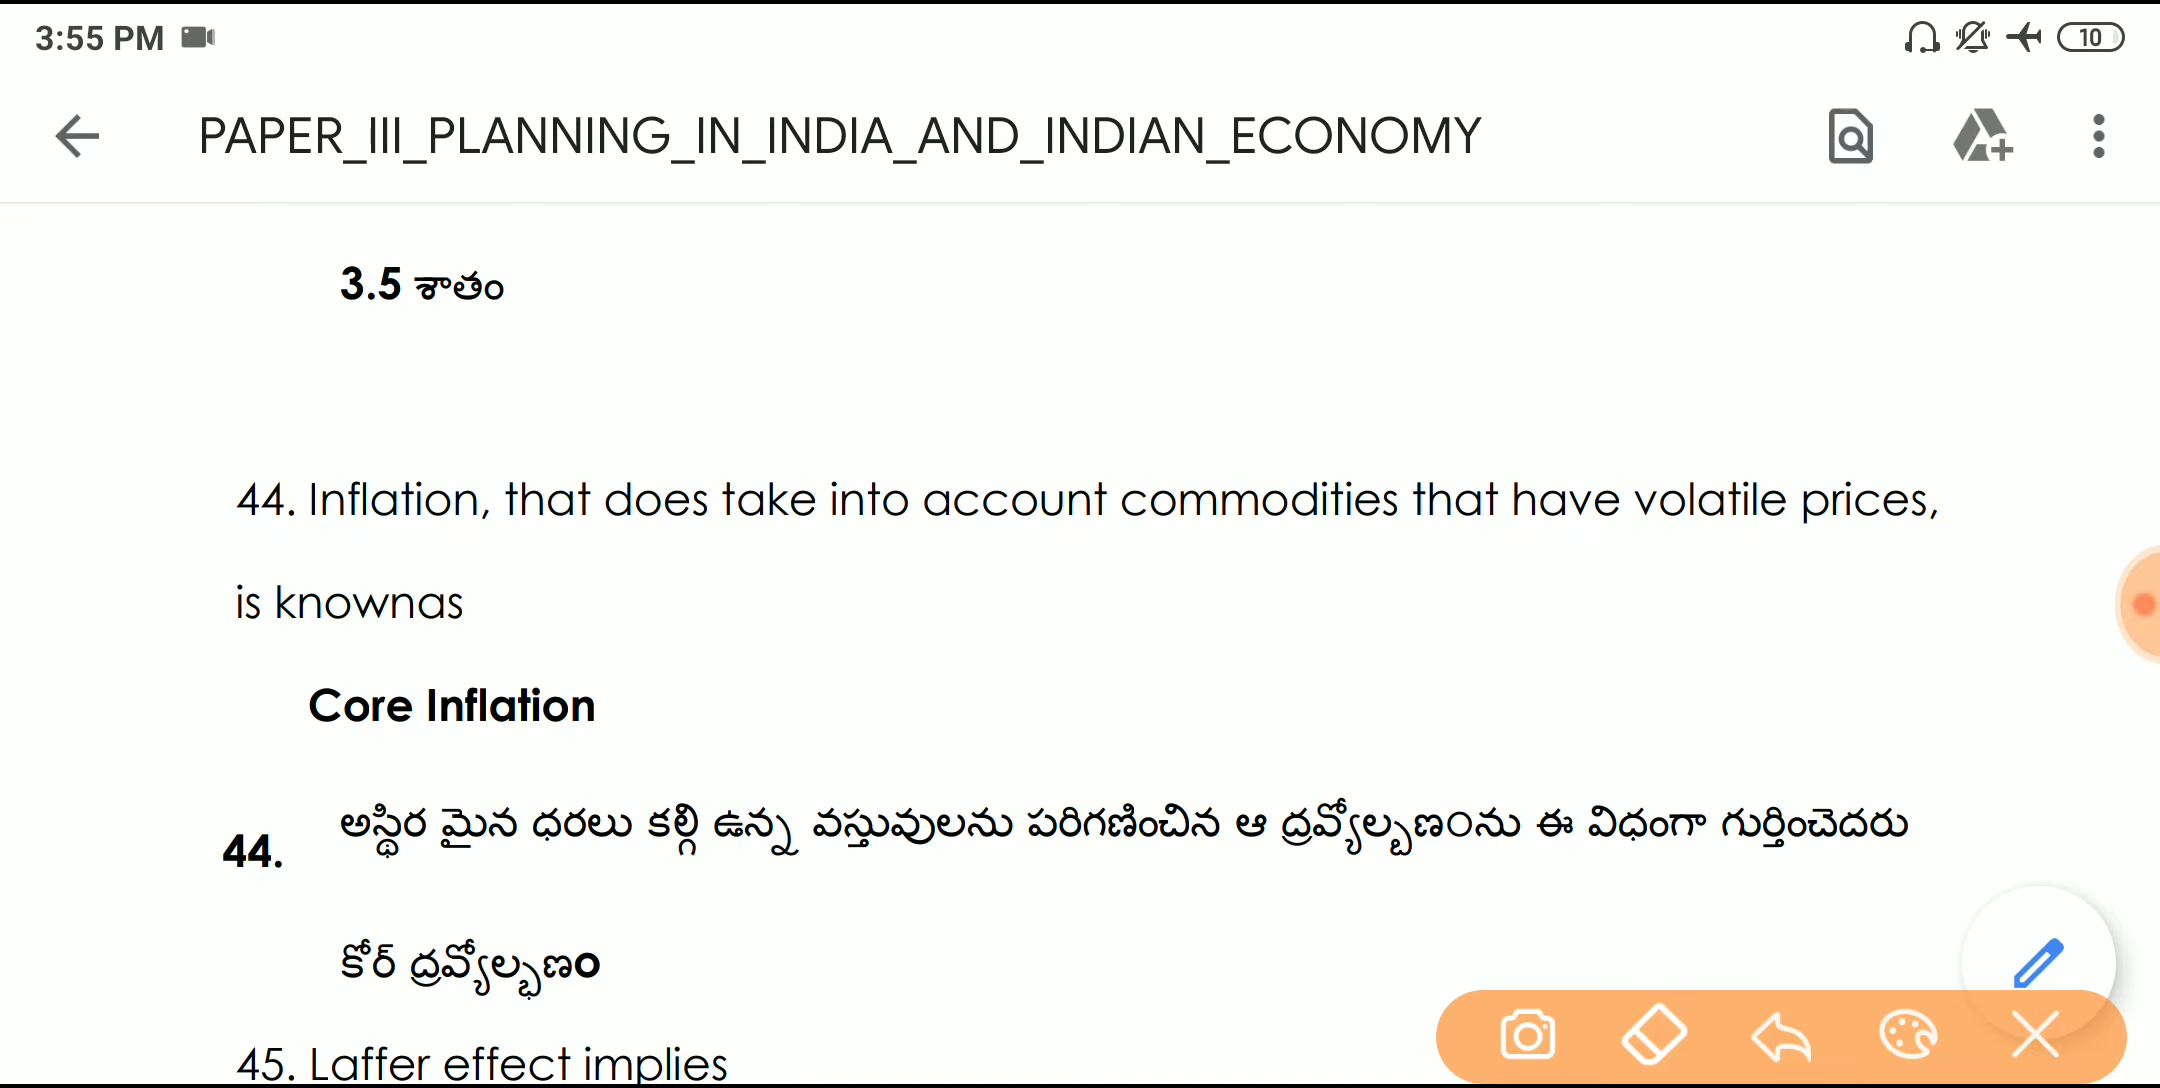 3:55 PM
10
PAPER_III_PLANNING_IN_INDIA_AND_INDIAN_ECONOMY
3.5 శాతం
44. Inflation, that does take into account commodities that have volatile prices,
is knownas
Core Inflation
44. అస్థిర మైన ధరలు కల్గి ఉన్న వస్తువులను పరిగణించిన ఆ ద్రవ్యోల్బణంను ఈ విధంగా గుర్తించెదరు
కోర్ ద్రవ్యోల్భణం
45. Laffer effect implies